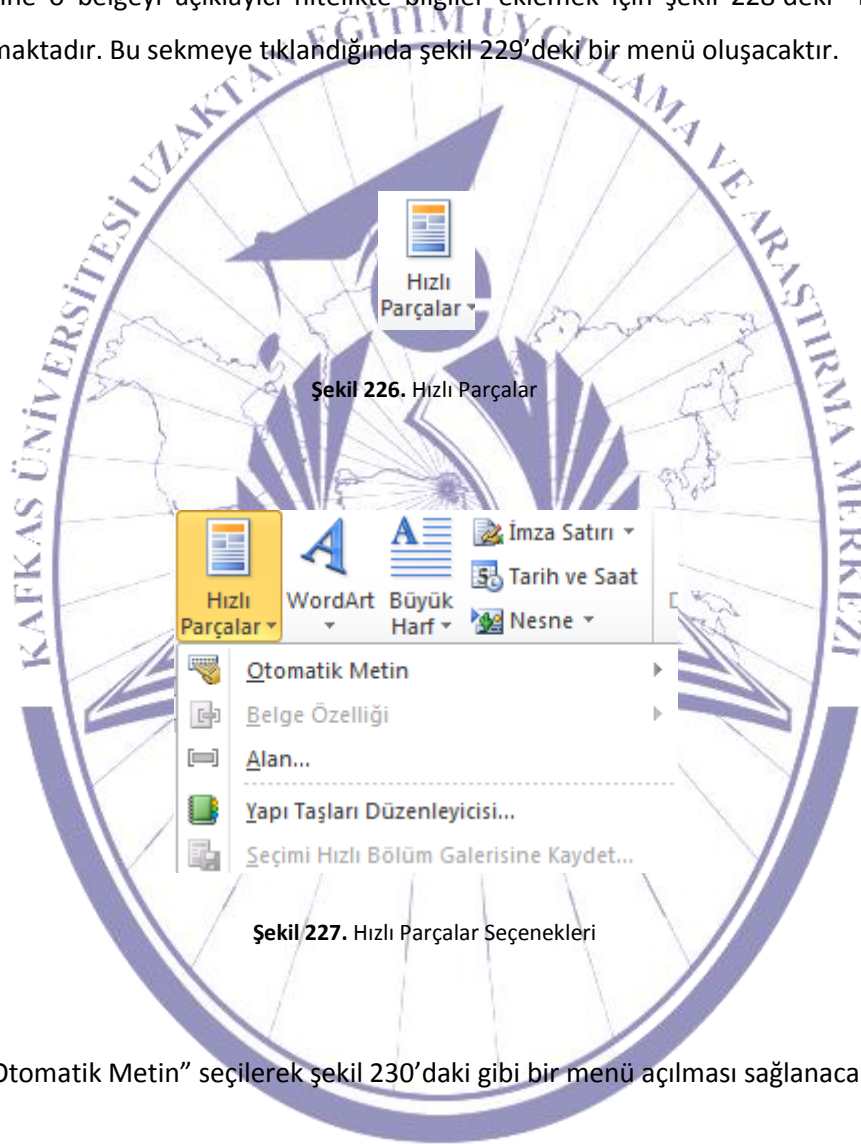 ne o belgeyi açıklayıcı nitelikte bilgiler eklemek için şekil 228'deki
maktadır. Bu sekmeye tıklandığında şekil 229'deki bir menü oluşacaktır.
KAFKAS ÜNİVERSİTESİ UZAKTAN EĞİTİM UYGULAMA VE ARAŞTIRMA MERKEZİ
Hızlı
Parçalar
Şekil 226. Hızlı Parçalar
Hızlı
Parçalar
WordArt
Büyük
Harf
İmza Satırı
Tarih ve Saat
Nesne
Otomatik Metin
Belge Özelliği
Alan...
Yapı Taşları Düzenleyicisi...
Seçimi Hızlı Bölüm Galerisine Kaydet...
Şekil 227. Hızlı Parçalar Seçenekleri
Otomatik Metin" seçilerek şekil 230'daki gibi bir menü açılması sağlanaca